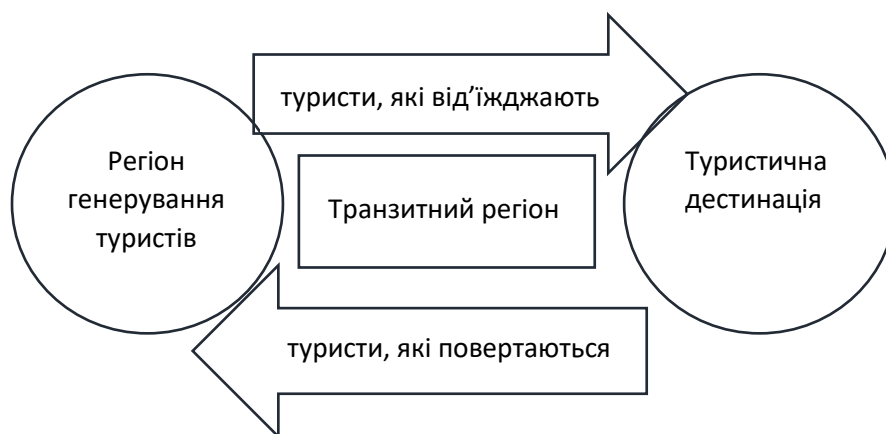 туристи, які від’їжджають
Регіон
генерування
туристів
Транзитний регіон
Туристична
дестинація
туристи, які повертаються